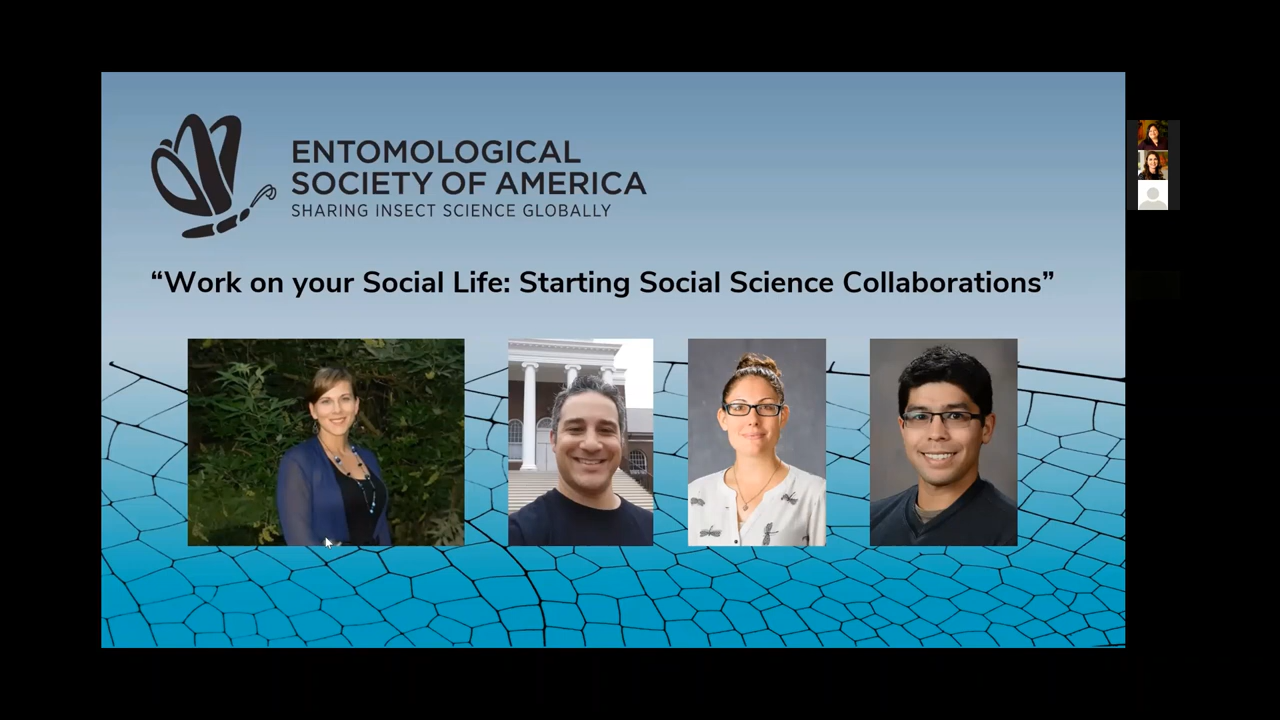 ENTOMOLOGICAL
SOCIETY OF AMERICA
SHARING INSECT SCIENCE GLOBALLY
“Work on your Social Life: Starting Social Science Collaborations”